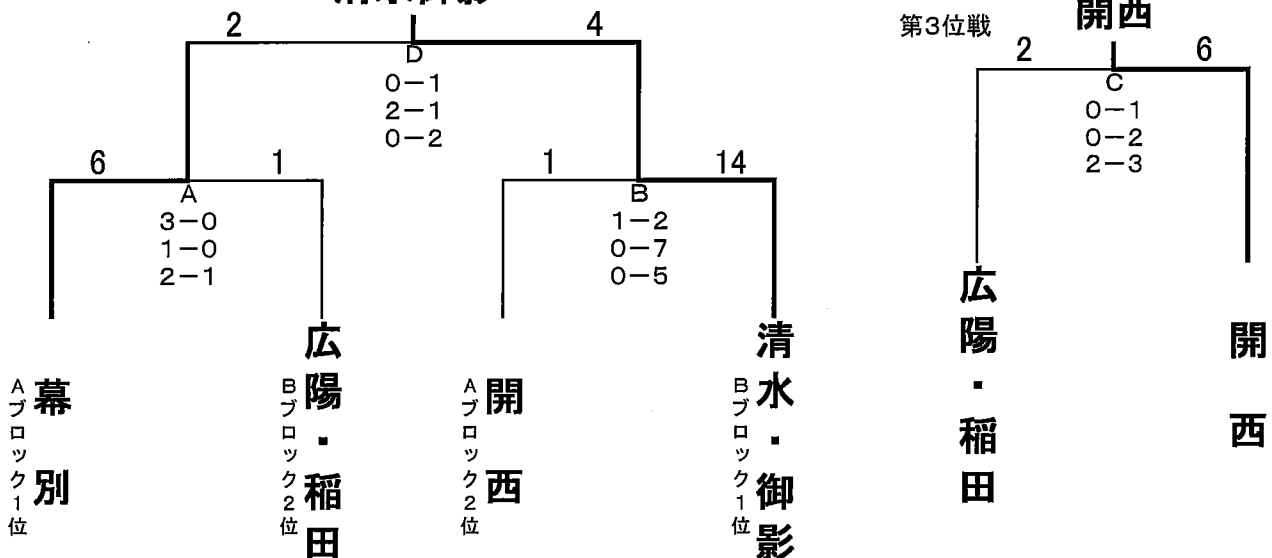 2
4
D
0-1
2-1
0-2
6
1
A
3-0
1-0
2-1
1
14
B
1-2
0-7
0-5
Aブロック1位
幕別
Bブロック2位
広陽・稲田
Aブロック2位
開西
Bブロック1位
清水・御影
第3位戦
開西
2
6
C
0-1
0-2
2-3
広陽・稲田
開西